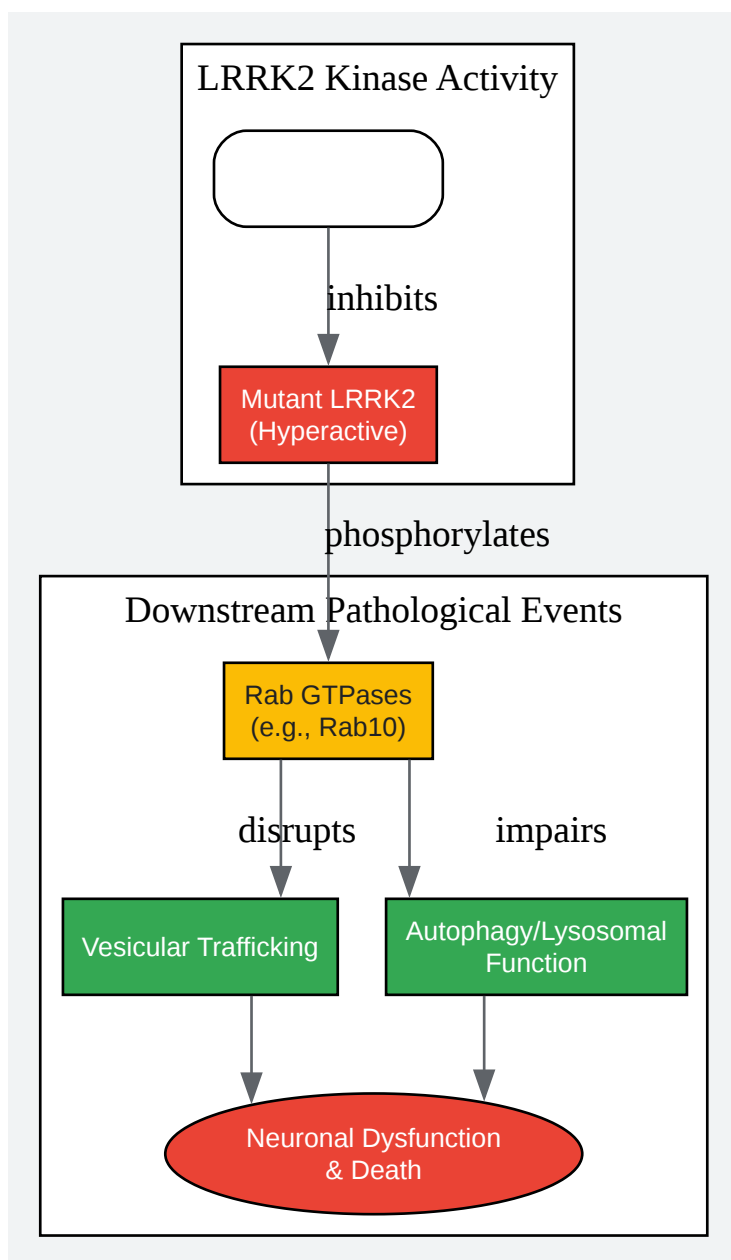 LRRK2 Kinase Activity
inhibits
Mutant LRRK2
(Hyperactive)
phosphorylates
Downstream Pathological Events
Rab GTPases
(e.g., Rab10)
disrupts
impairs
Vesicular Trafficking
Autophagy/Lysosomal
Function
Neuronal Dysfunction
& Death